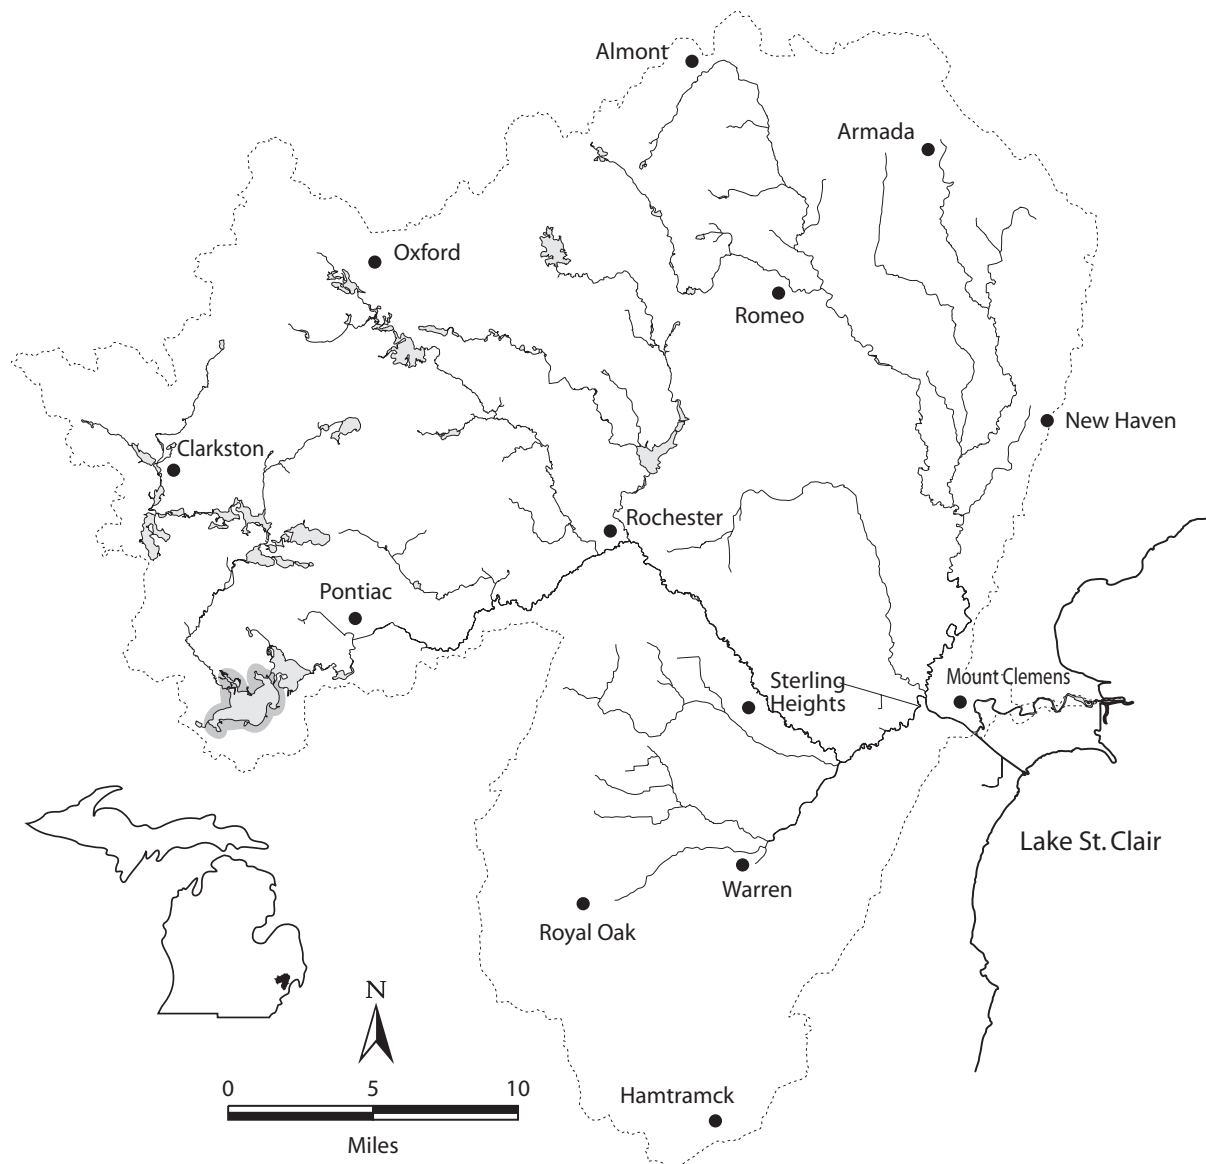 Almont
Armada
Oxford
Romeo
New Haven
Clarkston
Rochester
Pontiac
Mount Clemens
Sterling
Heights
Lake St. Clair
Warren
Royal Oak
N
0 5 10
Miles
Hamtramck